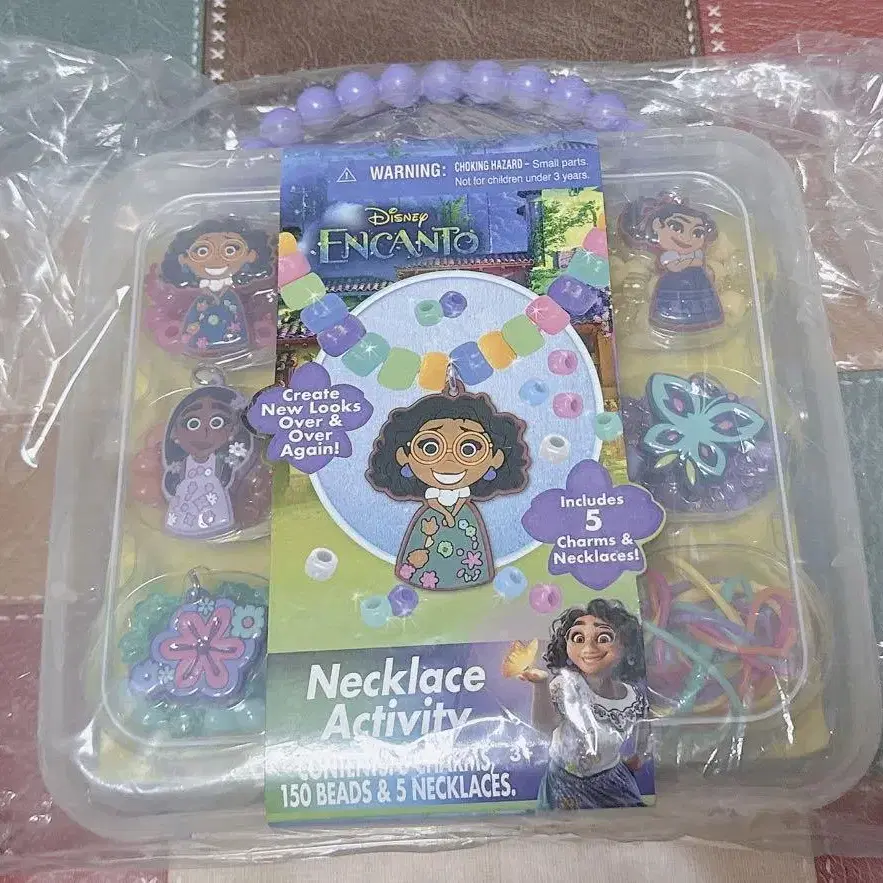 WARNING: CHOKING HAZARD - Small parts.
Not for children under 3 years.
Disney
ENCANTO
Create
New Looks
Over &
Over
Again!
Includes
5
Charms &
Necklaces!
Necklace
Activity
3+
150 BEADS & 5 NECKLACES.